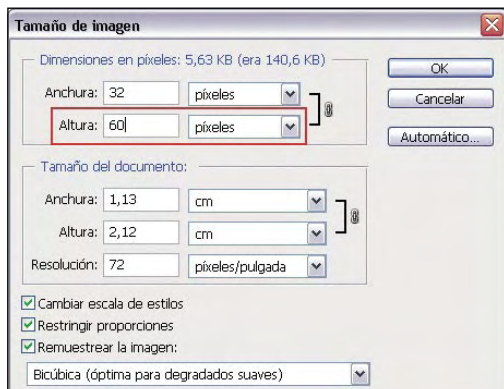 Tamaño de imagen
Dimensiones en píxeles: 5,63 KB (era 140,6 KB)
Anchura: 32 píxeles
Altura: 60 píxeles
Tamaño del documento:
Anchura: 1,13 cm
Altura: 2,12 cm
Resolución: 72 píxeles/pulgada
Cambiar escala de estilos
Restringir proporciones
Remuestrear la imagen:
Bicúbica (óptima para degradados suaves)
OK
Cancelar
Automático...